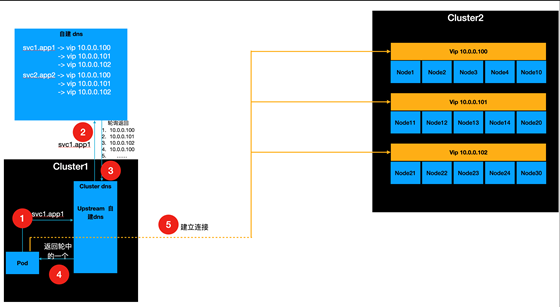 自建 dns
svc1.app1 -> vip 10.0.0.100
-> vip 10.0.0.101
-> vip 10.0.0.102
svc2.app2 -> vip 10.0.0.100
-> vip 10.0.0.101
-> vip 10.0.0.102
2
svc1.app1
轮询返回
1. 10.0.0.100
2. 10.0.0.101
3. 10.0.0.102
4. 10.0.0.100
5. ......
3
Cluster1
Cluster dns
Upstream 自
建dns
1
svc1.app1
返回轮中
的一个
4
Pod
5
建立连接
Cluster2
Vip 10.0.0.100
Node1 Node2 Node3 Node4 Node10
Vip 10.0.0.101
Node11 Node12 Node13 Node14 Node20
Vip 10.0.0.102
Node21 Node22 Node23 Node24 Node30